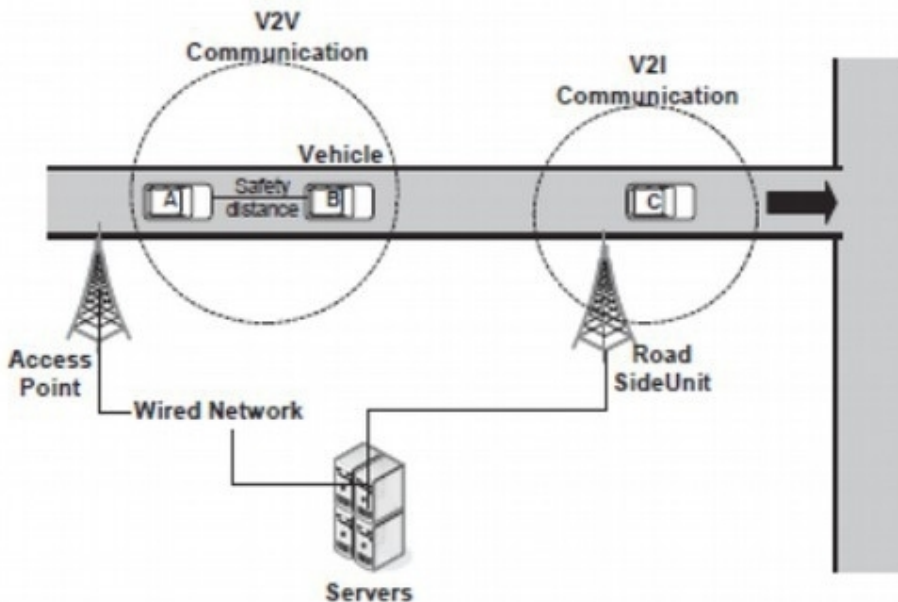 V2V
Communication
V2I
Communication
Vehicle
A
Safety
distance
B
C
Access
Point
Road
SideUnit
Wired Network
Servers